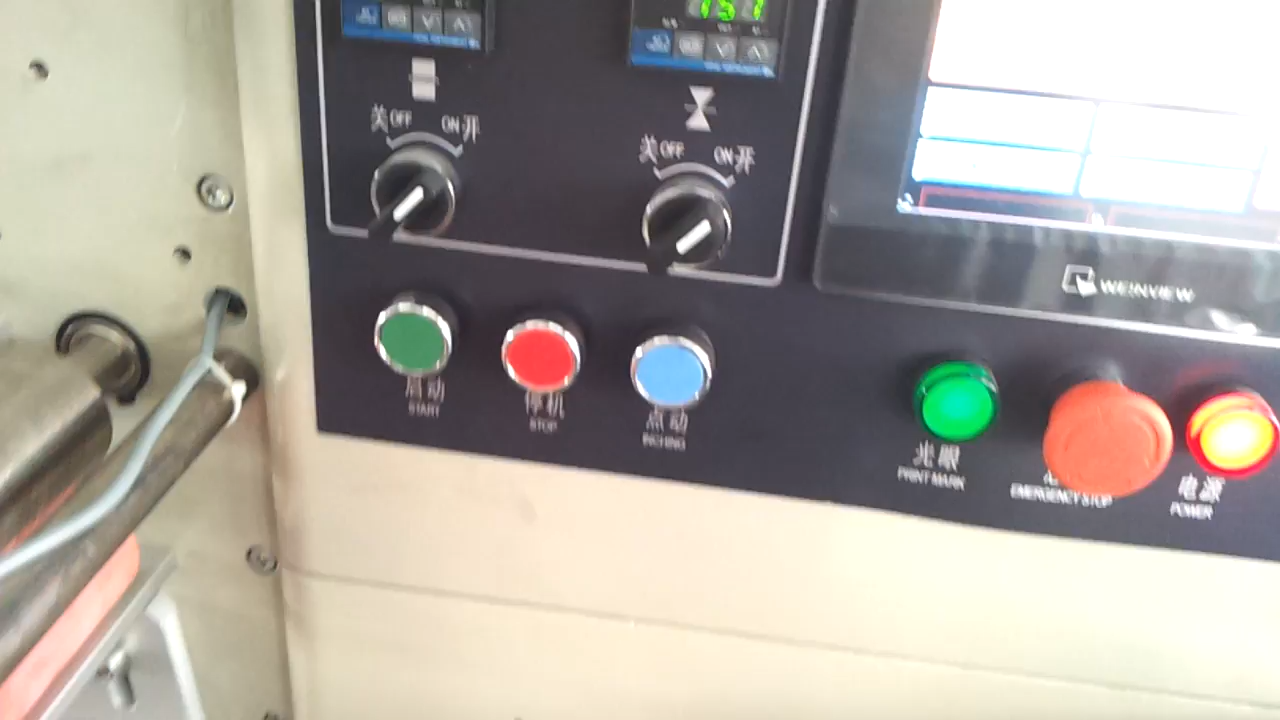 157
关OFF ON开
关OFF ON开
WEINVIEW
启动
START
停机
STOP
点动
INCHING
光眼
PRINT MARK
EMERGENCY STOP
电源
POWER